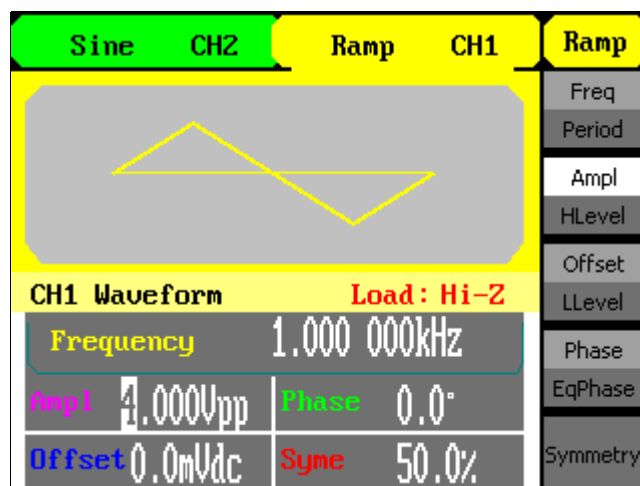 Sine CH2 Ramp CH1 Ramp
Freq
Period
Ampl
HLevel
Offset
LLevel
Phase
EqPhase
Symmetry
CH1 Waveform Load: Hi-Z
Frequency 1.000 000kHz
Ampl 4.000Vpp Phase 0.0°
Offset 0.0mVdc Syme 50.0%